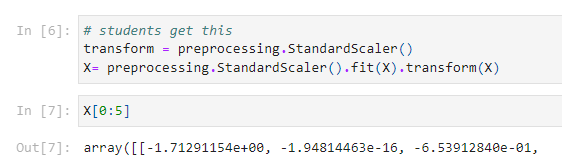 In [6]: # students get this
transform = preprocessing.StandardScaler()
X= preprocessing.StandardScaler().fit(X).transform(X)
In [7]: X[0:5]
Out[7]: array([[-1.71291154e+00, -1.94814463e-16, -6.53912840e-01,